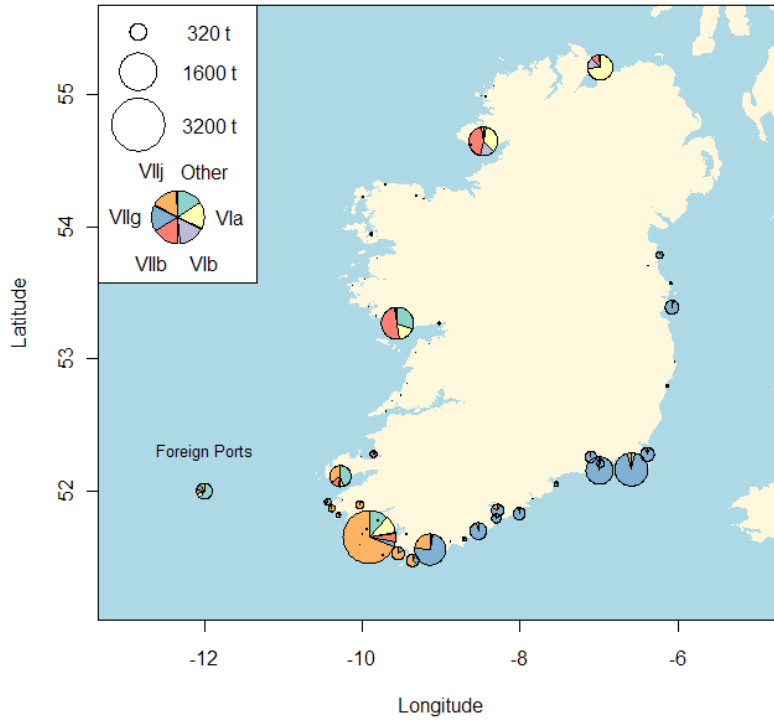 320 t
1600 t
3200 t
VIIj Other
VIIg VIa
VIIb VIb
Foreign Ports
55
54
53
52
Latitude
-12 -10 -8 -6
Longitude